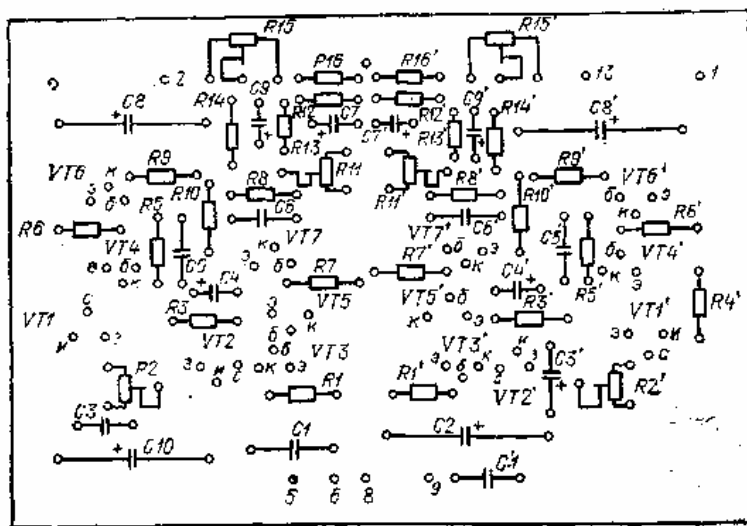 R15 R15'
R16 R16'
2 13 1
C8 R14 C9 R12 C7 C7' R12 C9' R14' C8'
R13 R13'
VT6 к R9 R11 R11' R9' VT6'
э б R10 R8 R8' R10' б э
R6 R5 C6 C6' к R6'
VT4 к VT7 VT7' C5' VT4'
в б C5 э б R7' б э б
к C4 R7 к C4' R5' к э R4'
с R3 э VT5 VT5' б R3' VT1'
VT1 VT2 б к к э э и
и э б VT3 VT3' к C3' с
R2 э и с к э э б с э R2'
R1 R1' VT2'
C3 C1 C2
C10 C1'
5 6 8 9